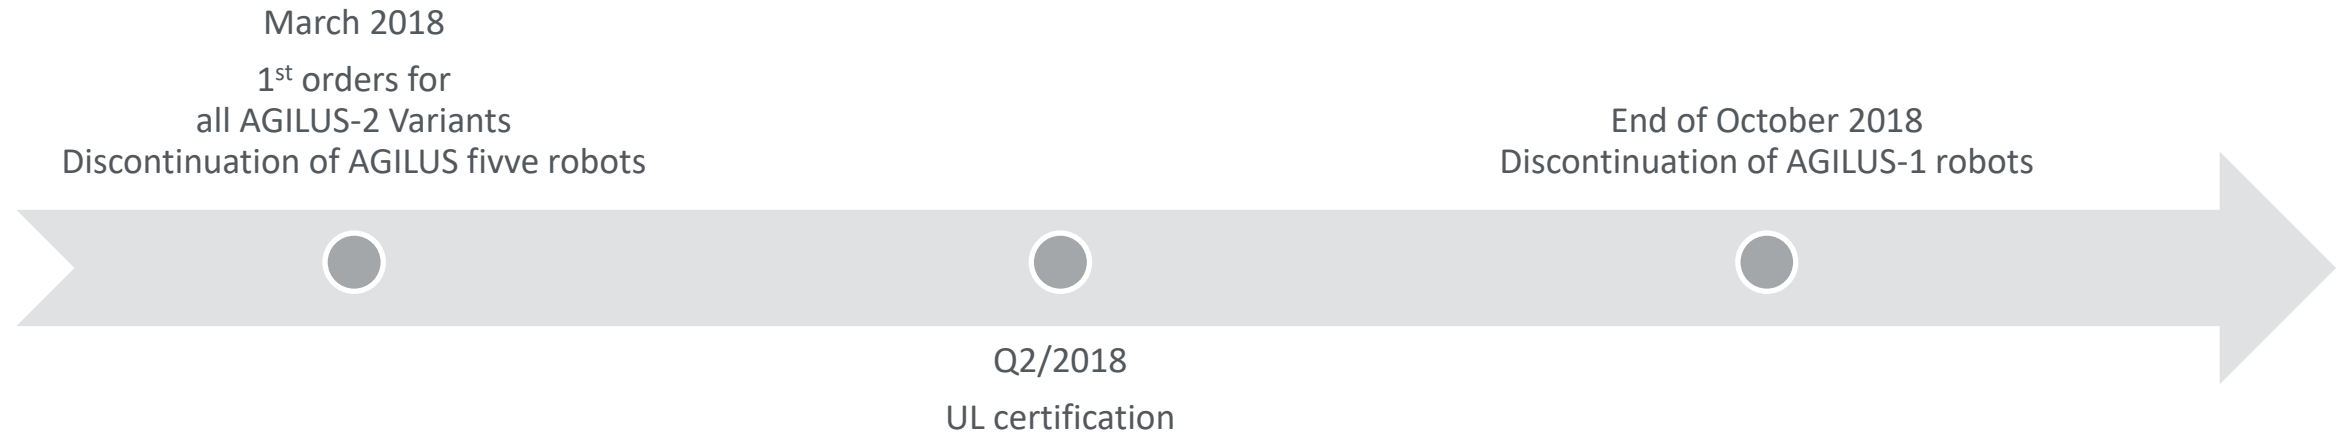 March 2018
1st orders for
all AGILUS-2 Variants
Discontinuation of AGILUS fivve robots
Q2/2018
UL certification
End of October 2018
Discontinuation of AGILUS-1 robots